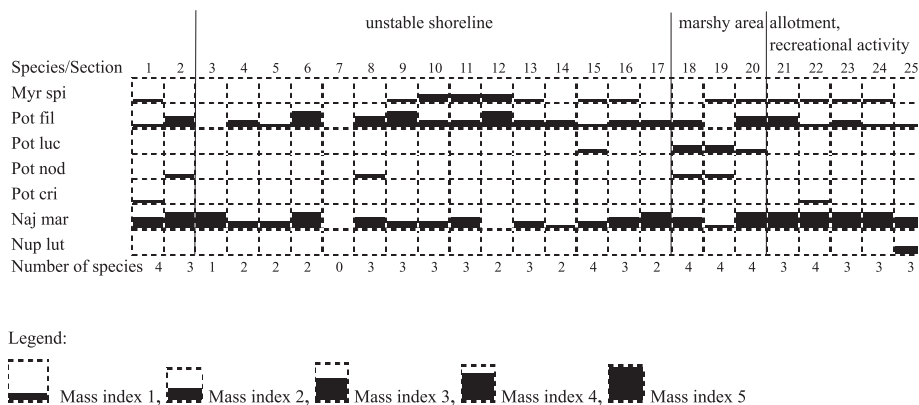 unstable shoreline marshy area allotment,
recreational activity
Species/Section 1 2 3 4 5 6 7 8 9 10 11 12 13 14 15 16 17 18 19 20 21 22 23 24 25
Myr spi
Pot fil
Pot luc
Pot nod
Pot cri
Naj mar
Nup lut
Number of species 4 3 1 2 2 2 0 3 3 3 3 2 3 2 4 3 2 4 4 4 3 4 3 3 3
Legend:
Mass index 1, Mass index 2, Mass index 3, Mass index 4, Mass index 5